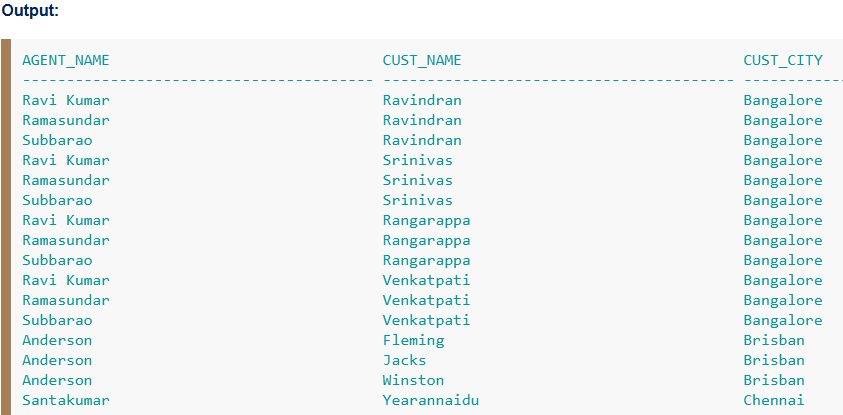 Output:
AGENT_NAME CUST_NAME CUST_CITY
---------------------------------------- ---------------------------------------- ------------
Ravi Kumar Ravindran Bangalore
Ramasundar Ravindran Bangalore
Subbarao Ravindran Bangalore
Ravi Kumar Srinivas Bangalore
Ramasundar Srinivas Bangalore
Subbarao Srinivas Bangalore
Ravi Kumar Rangarappa Bangalore
Ramasundar Rangarappa Bangalore
Subbarao Rangarappa Bangalore
Ravi Kumar Venkatpati Bangalore
Ramasundar Venkatpati Bangalore
Subbarao Venkatpati Bangalore
Anderson Fleming Brisban
Anderson Jacks Brisban
Anderson Winston Brisban
Santakumar Yearannaidu Chennai